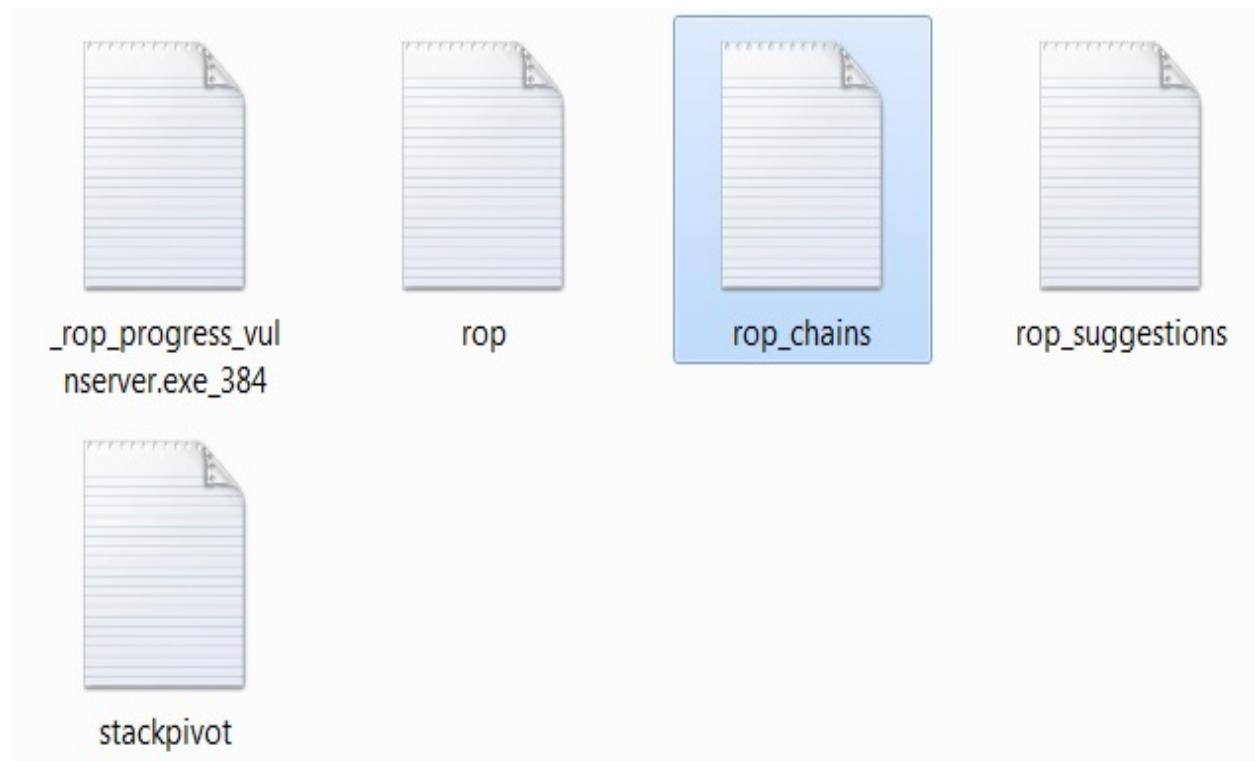 _rop_progress_vul
nserver.exe_384
rop
rop_chains
rop_suggestions
stackpivot